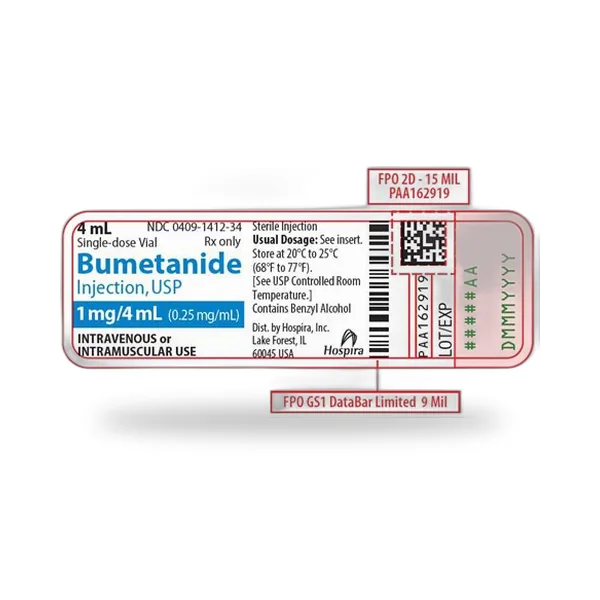 FPO 2D - 15 MIL
PAA162919
4 mL
NDC 0409-1412-34
Single-dose Vial
Rx only
Bumetanide
Injection, USP
1 mg/4 mL (0.25 mg/mL)
INTRAVENOUS or
INTRAMUSCULAR USE
Sterile Injection
Usual Dosage: See insert.
Store at 20°C to 25°C
(68°F to 77°F).
[See USP Controlled Room
Temperature.]
Contains Benzyl Alcohol
Dist. by Hospira, Inc.
Lake Forest, IL
60045 USA
Hospira
PAA162919
LOT/EXP
#####AA
DMMMYYYY
FPO GS1 DataBar Limited 9 Mil